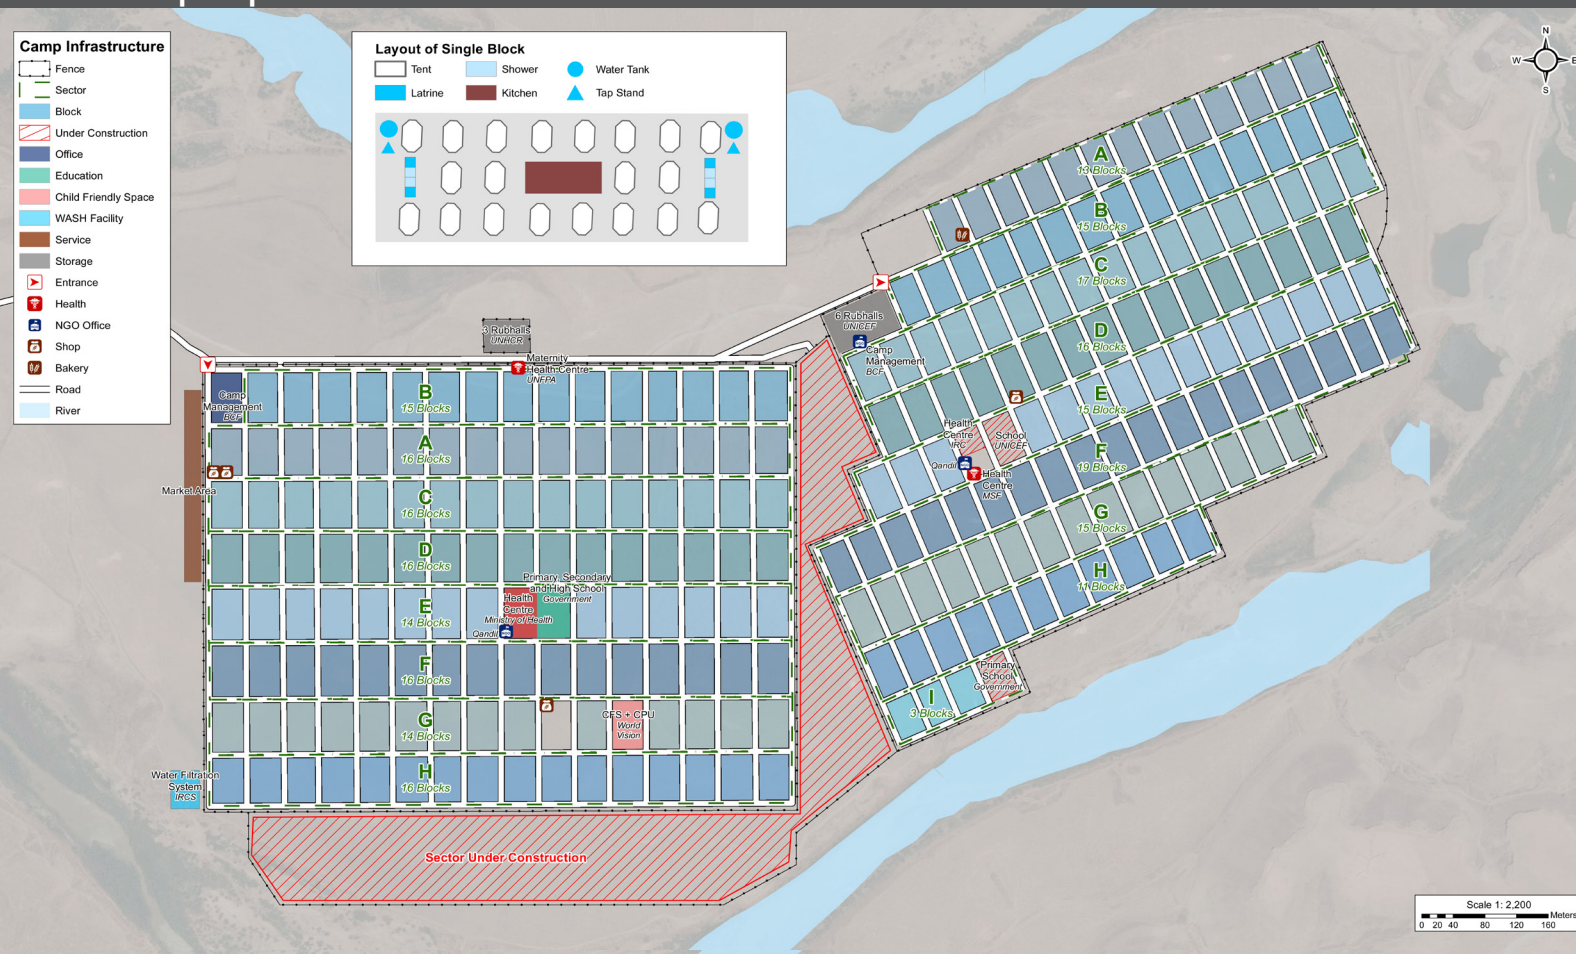 Camp Infrastructure
Fence
Sector
Block
Under Construction
Office
Education
Child Friendly Space
WASH Facility
Service
Storage
Entrance
Health
NGO Office
Shop
Bakery
Road
River
Layout of Single Block
Tent
Shower
Water Tank
Latrine
Kitchen
Tap Stand
N
W
E
S
3 Rubhalls
UNHCR
Maternity
Health Centre
UNFPA
6 Rubhalls
UNICEF
Camp
Management
BCF
Camp
Management
BCF
Market Area
B
15 Blocks
A
16 Blocks
C
16 Blocks
D
16 Blocks
E
14 Blocks
F
16 Blocks
G
14 Blocks
H
16 Blocks
Primary, Secondary
and High School
Government
Health
Centre
Ministry of Health
Qandil
CFS + CPU
World
Vision
Water Filtration
System
IRCS
Sector Under Construction
A
13 Blocks
B
15 Blocks
C
17 Blocks
D
16 Blocks
E
15 Blocks
F
19 Blocks
G
15 Blocks
H
11 Blocks
I
3 Blocks
Health
Centre
IRC
School
UNICEF
Qandil
Health
Centre
MSF
Primary
School
Government
Scale 1: 2,200
Meters
0 20 40 80 120 160